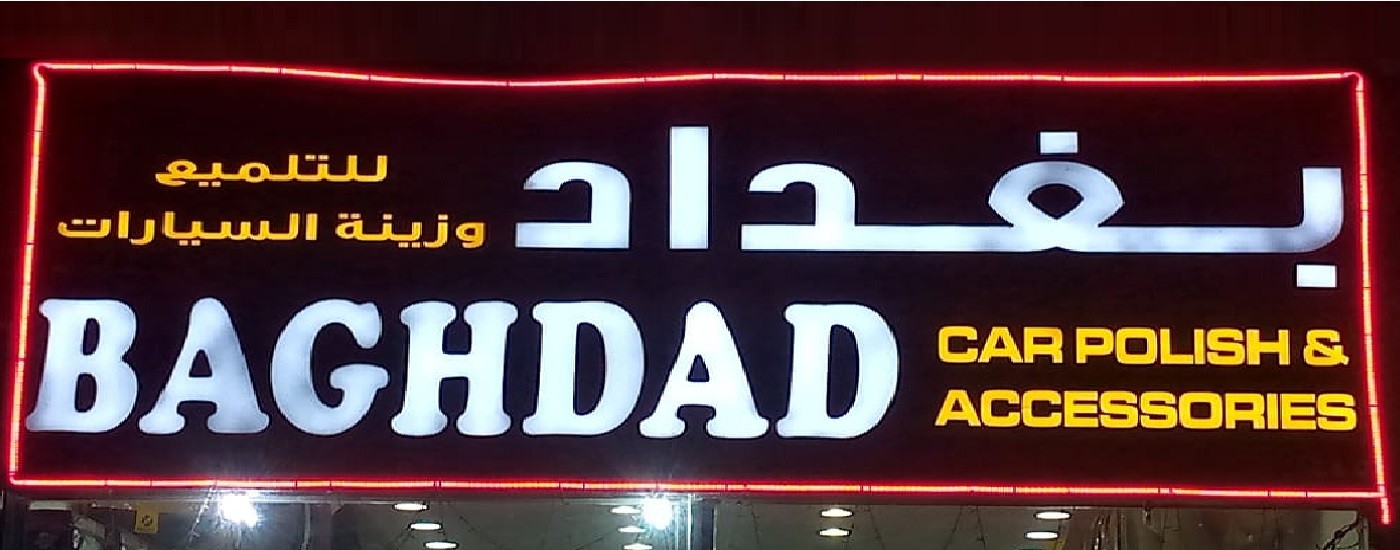 بغداد
للتلميع
وزينة السيارات
BAGHDAD
CAR POLISH &
ACCESSORIES